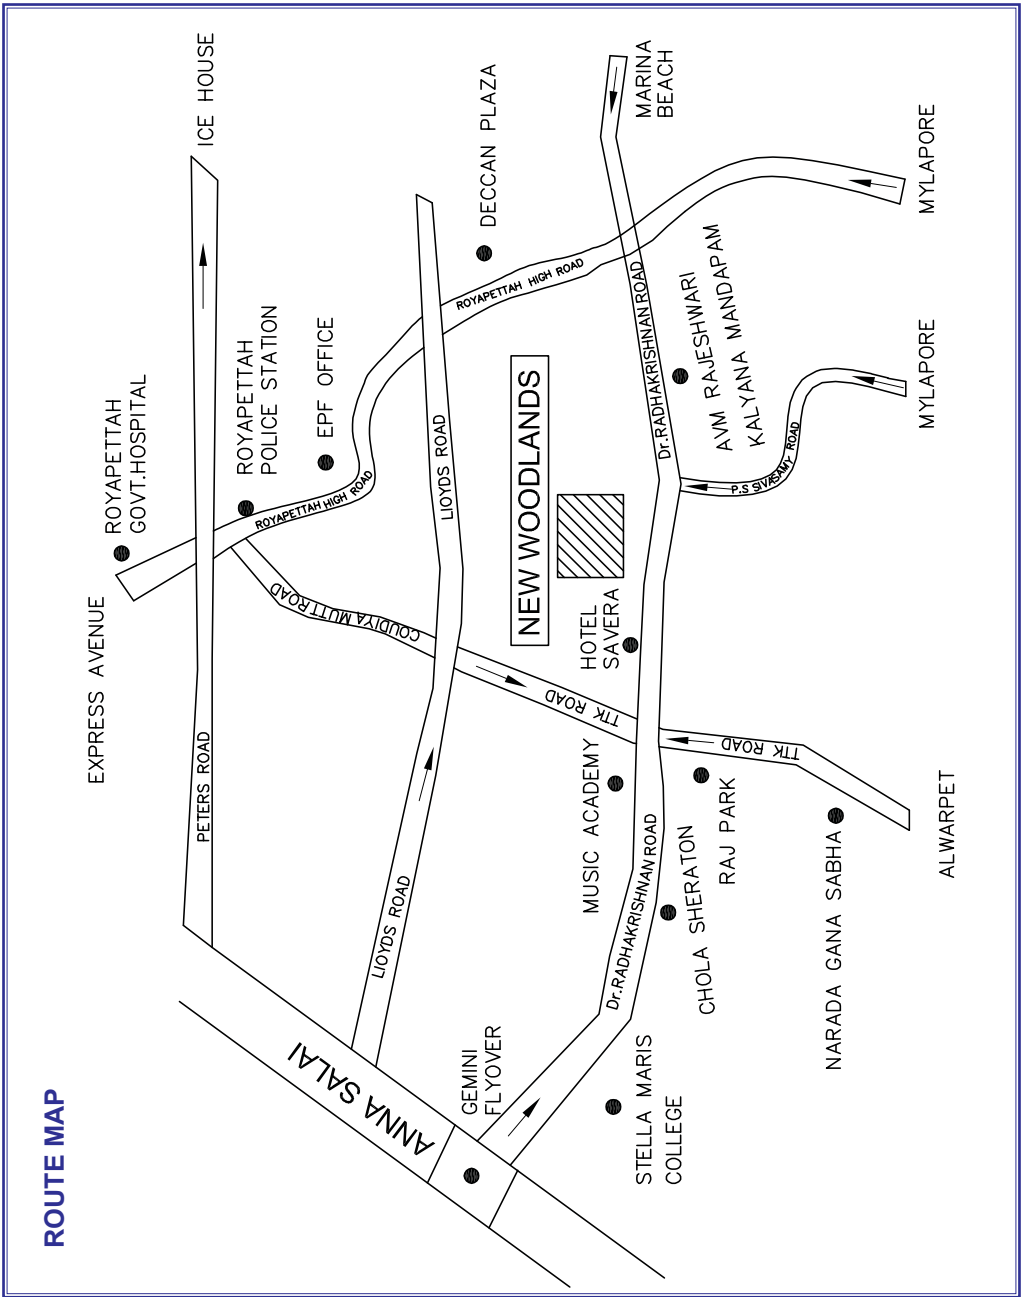 ROUTE MAP
EXPRESS AVENUE
ROYAPETTAH
GOVT.HOSPITAL
ICE HOUSE
PETERS ROAD
ROYAPETTAH
POLICE STATION
EPF OFFICE
ROYAPETTAH HIGH ROAD
COUDIYA MUTT ROAD
ANNA SALAI
LIOYDS ROAD
LIOYDS ROAD
ROYAPETTAH HIGH ROAD
DECCAN PLAZA
GEMINI
FLYOVER
NEW WOODLANDS
TTK ROAD
MUSIC ACADEMY
HOTEL
SAVERA
MARINA
BEACH
Dr.RADHAKRISHNAN ROAD
Dr.RADHAKRISHNAN ROAD
STELLA MARIS
COLLEGE
CHOLA SHERATON
RAJ PARK
TTK ROAD
AVM RAJESHWARI
KALYANA MANDAPAM
P.S SIVASAMY ROAD
NARADA GANA SABHA
ALWARPET
MYLAPORE
MYLAPORE